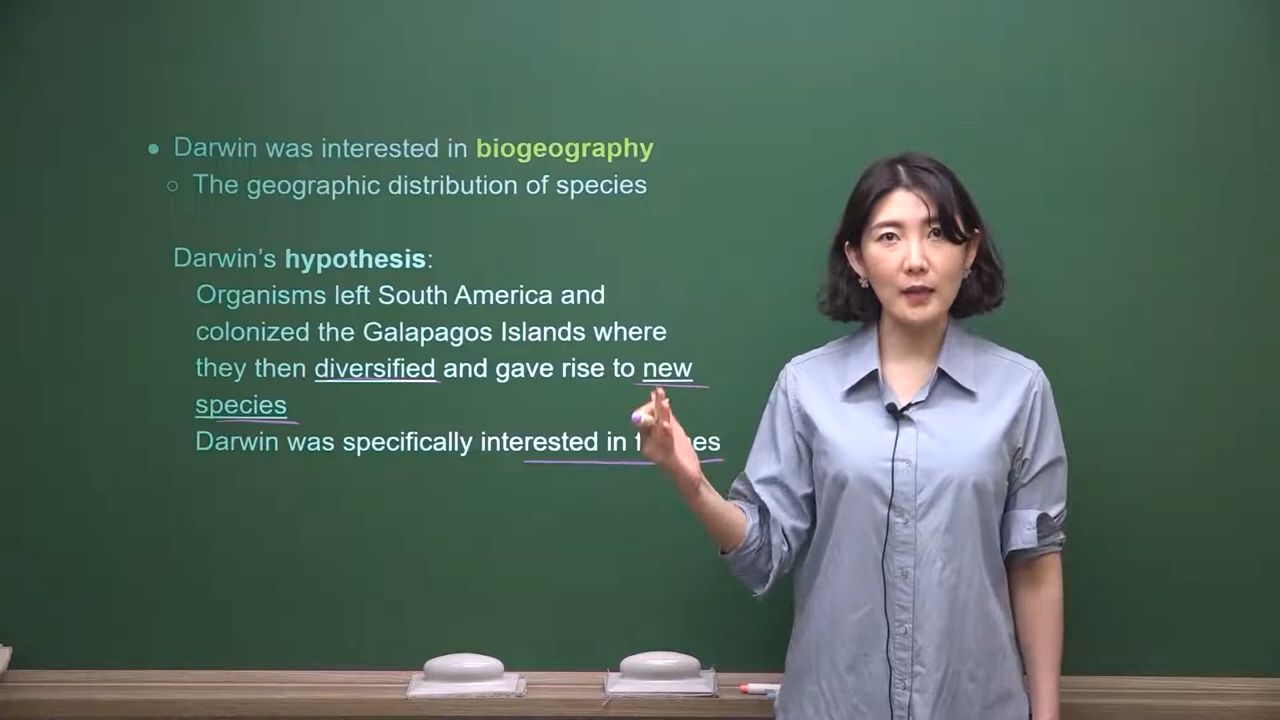 • Darwin was interested in biogeography
○ The geographic distribution of species
Darwin's hypothesis:
Organisms left South America and
colonized the Galapagos Islands where
they then diversified and gave rise to new
species
Darwin was specifically interested in